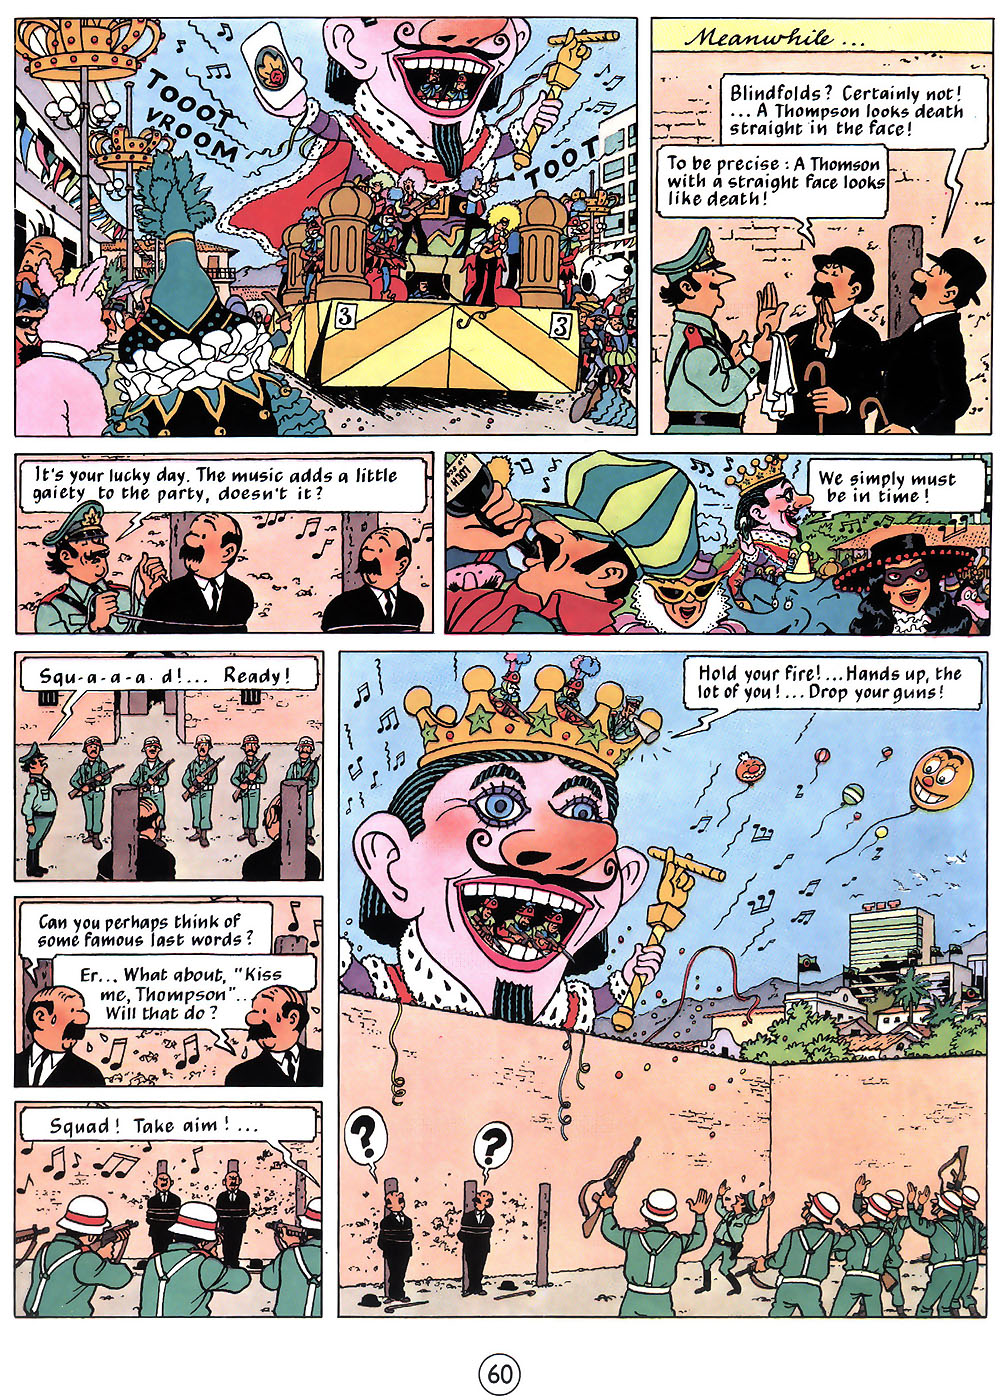 TOOOT
VROOM
TOOT
3
3
Meanwhile ...
Blindfolds? Certainly not!
... A Thompson looks death
straight in the face!
To be precise : A Thomson
with a straight face looks
like death!
It's your lucky day. The music adds a little
gaiety to the party, doesn't it?
LOCH
We simply must
be in time!
Squ-a-a-a-d!... Ready!
Hold your fire!...Hands up, the
lot of you!...Drop your guns!
Can you perhaps think of
some famous last words?
Er... What about, "Kiss
me, Thompson"...
Will that do?
Squad! Take aim!...
?
?
60